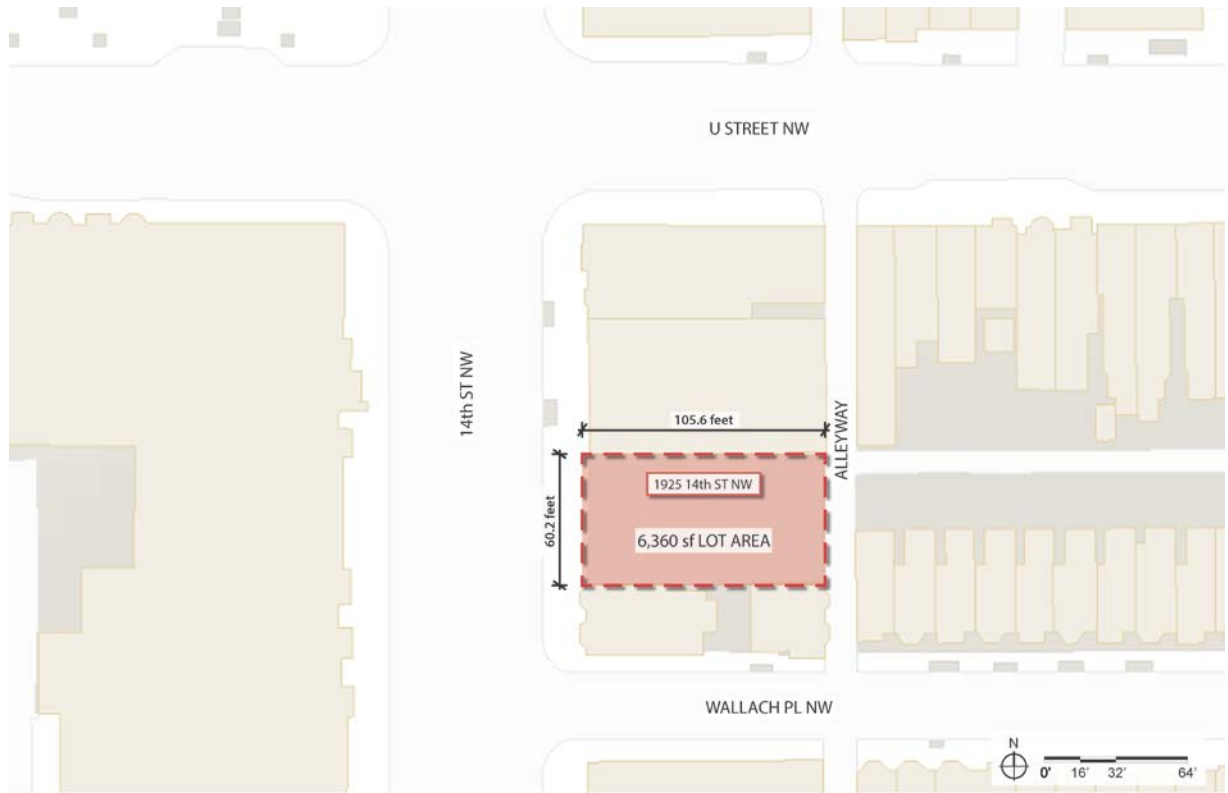 U STREET NW
14th ST NW
105.6 feet
ALLEYWAY
60.2 feet
1925 14th ST NW
6,360 sf LOT AREA
WALLACH PL NW
N
0' 16' 32' 64'